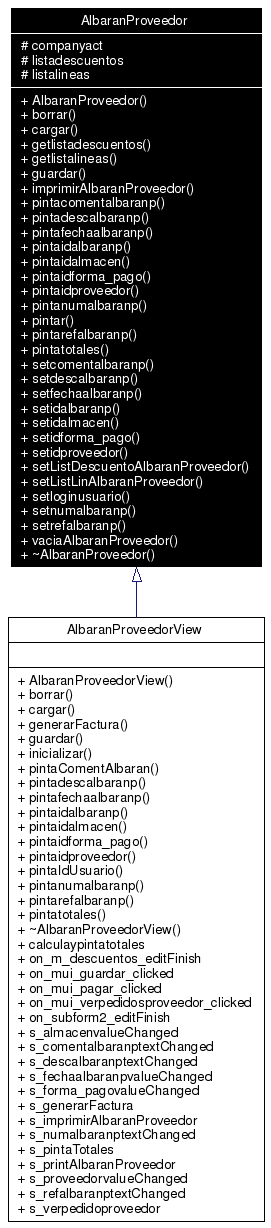 AlbaranProveedor
# companyact
# listadescuentos
# listalineas
+ AlbaranProveedor()
+ borrar()
+ cargar()
+ getlistadescuentos()
+ getlistalineas()
+ guardar()
+ imprimirAlbaranProveedor()
+ pintacomentalbaranp()
+ pintadescalbaranp()
+ pintafechaalbaranp()
+ pintaidalbaranp()
+ pintaidalmacen()
+ pintaidforma_pago()
+ pintaidproveedor()
+ pintanumalbaranp()
+ pintar()
+ pintarefalbaranp()
+ pintatotales()
+ setcomentalbaranp()
+ setdescalbaranp()
+ setfechaalbaranp()
+ setidalbaranp()
+ setidalmacen()
+ setidforma_pago()
+ setidproveedor()
+ setListDescuentoAlbaranProveedor()
+ setListLinAlbaranProveedor()
+ setloginusuario()
+ setnumalbaranp()
+ setrefalbaranp()
+ vaciaAlbaranProveedor()
+ ~AlbaranProveedor()
AlbaranProveedorView
+ AlbaranProveedorView()
+ borrar()
+ cargar()
+ generarFactura()
+ guardar()
+ inicializar()
+ pintaComentAlbaran()
+ pintadescalbaranp()
+ pintafechaalbaranp()
+ pintaidalbaranp()
+ pintaidalmacen()
+ pintaidforma_pago()
+ pintaidproveedor()
+ pintaIdUsuario()
+ pintanumalbaranp()
+ pintarefalbaranp()
+ pintatotales()
+ ~AlbaranProveedorView()
+ calculaypintatotales
+ on_m_descuentos_editFinish
+ on_mui_guardar_clicked
+ on_mui_pagar_clicked
+ on_mui_verpedidosproveedor_clicked
+ on_subform2_editFinish
+ s_almacenvalueChanged
+ s_comentalbaranptextChanged
+ s_descalbaranptextChanged
+ s_fechaalbaranpvalueChanged
+ s_forma_pagovalueChanged
+ s_generarFactura
+ s_imprimirAlbaranProveedor
+ s_numalbaranptextChanged
+ s_pintaTotales
+ s_printAlbaranProveedor
+ s_proveedorvalueChanged
+ s_refalbaranptextChanged
+ s_verpedidoproveedor